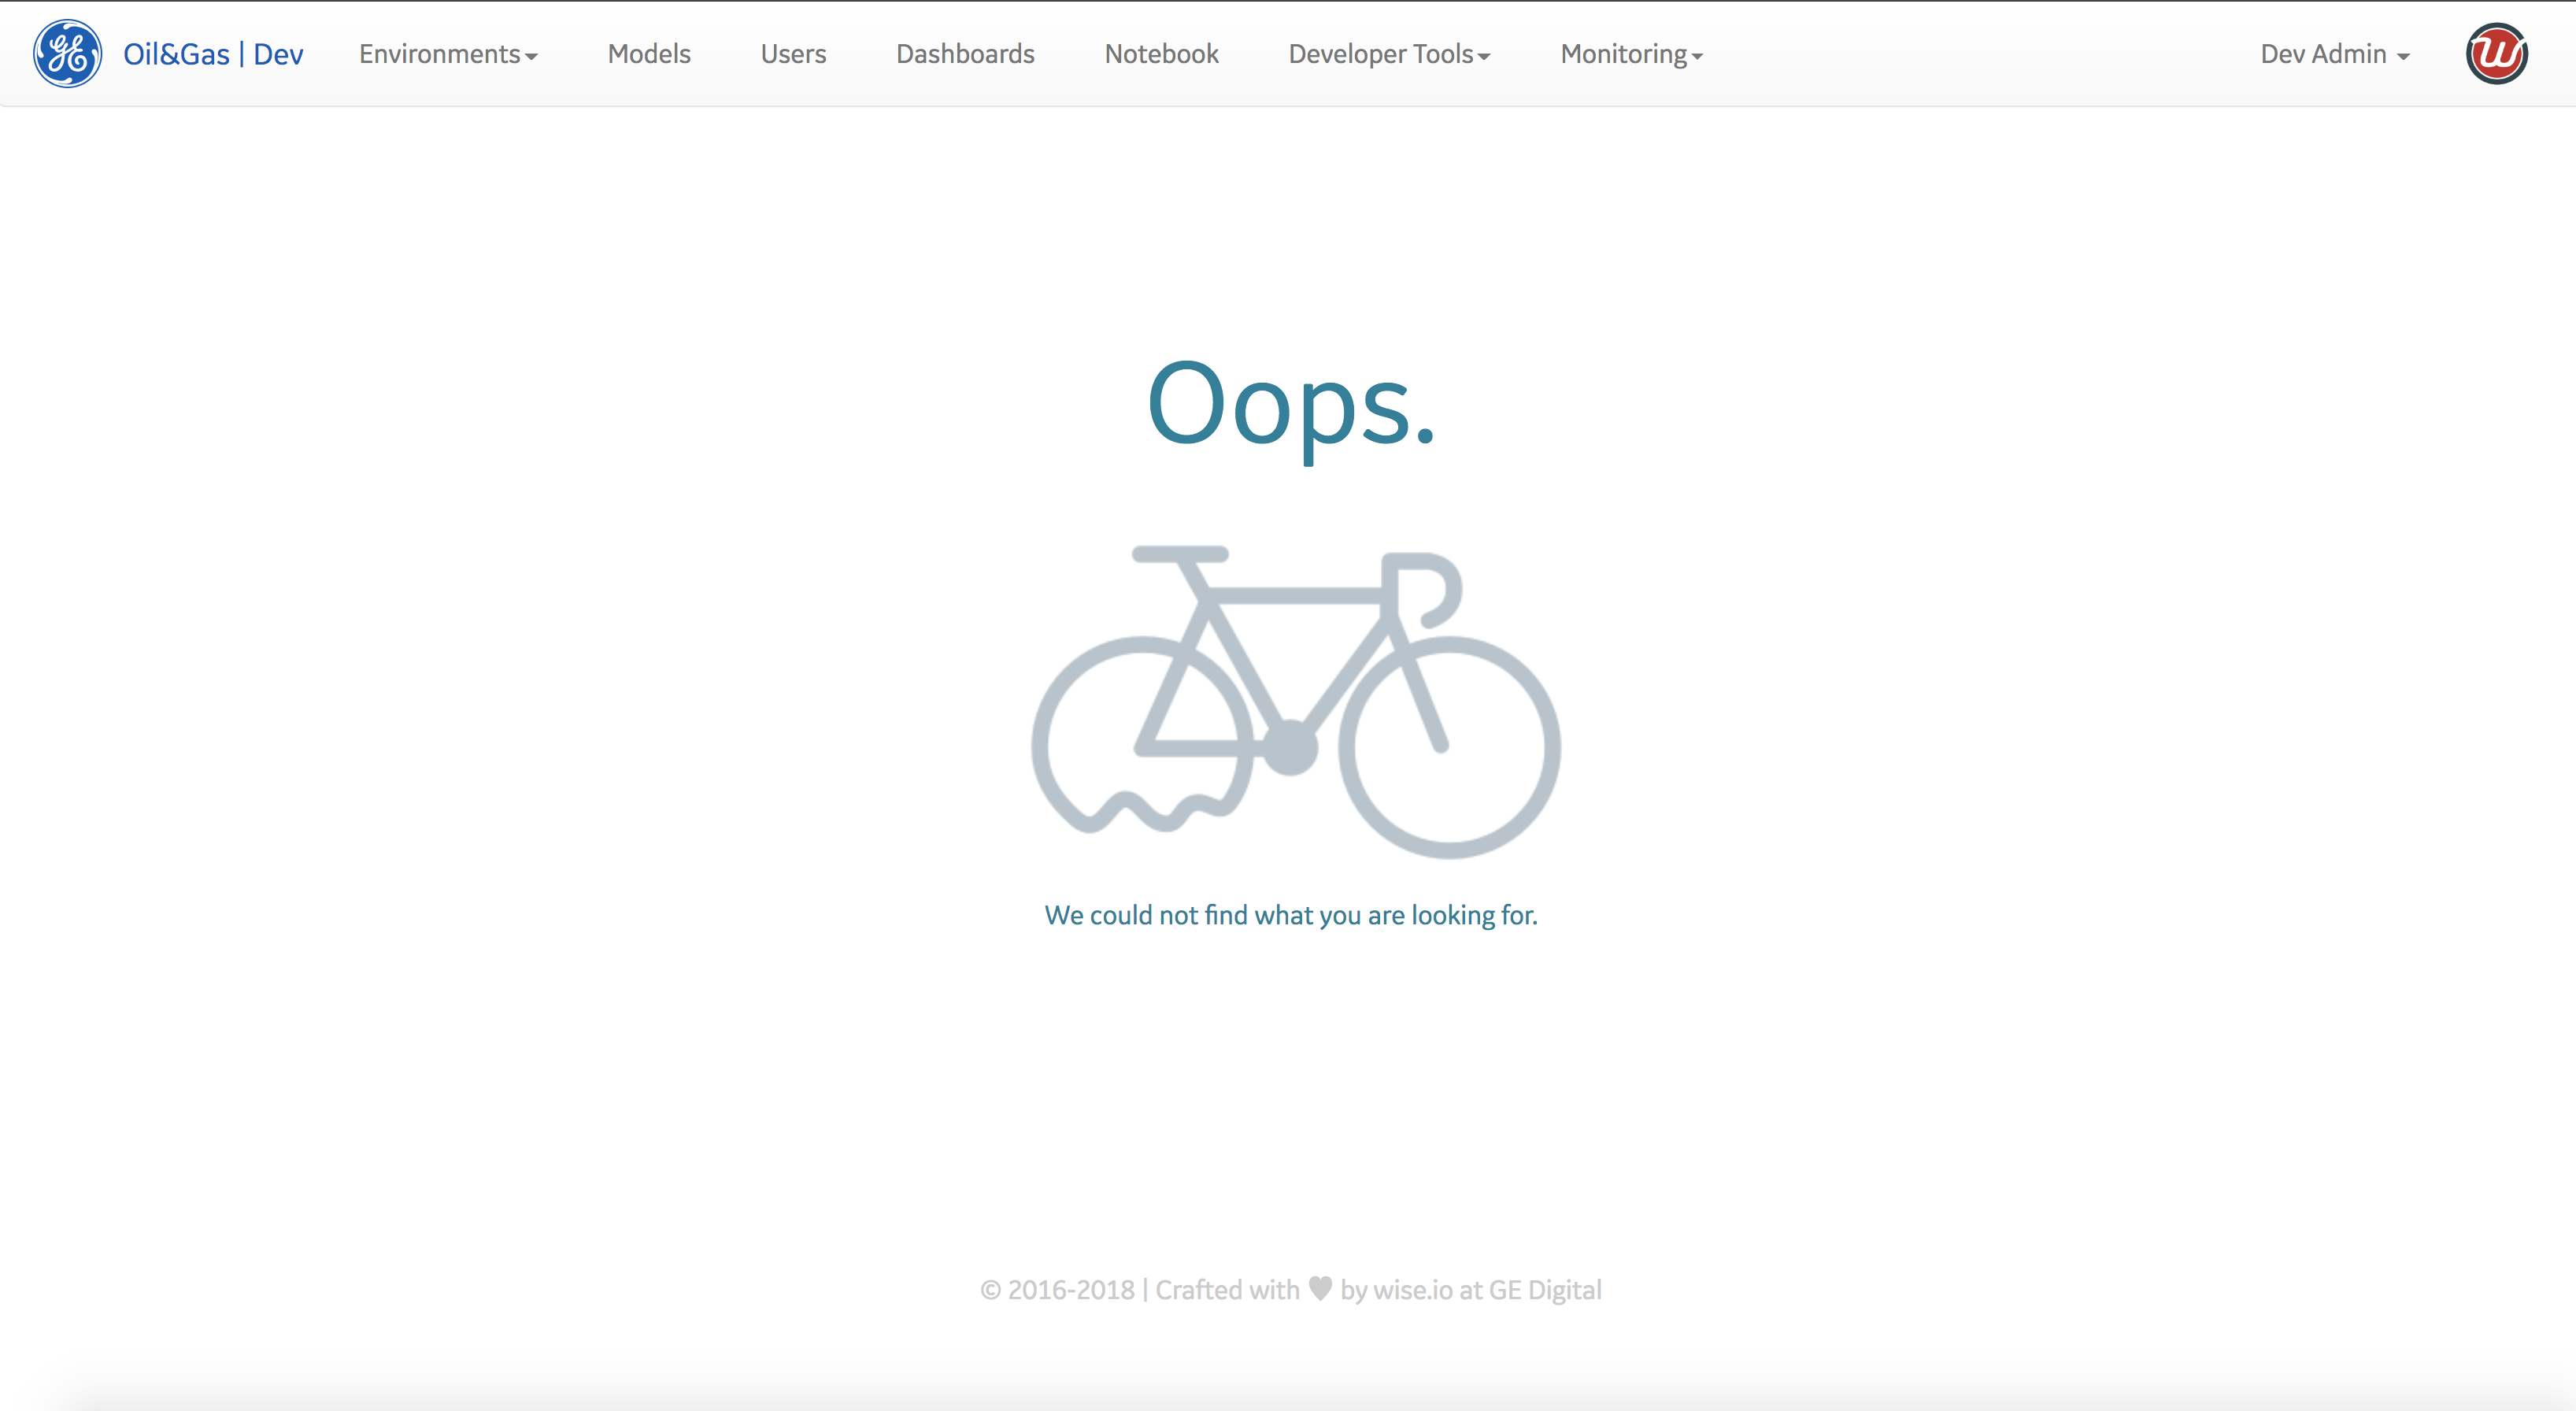 GE Oil&Gas | Dev Environments Models Users Dashboards Notebook Developer Tools Monitoring Dev Admin W
Oops.
We could not find what you are looking for.
© 2016-2018 | Crafted with ♥ by wise.io at GE Digital